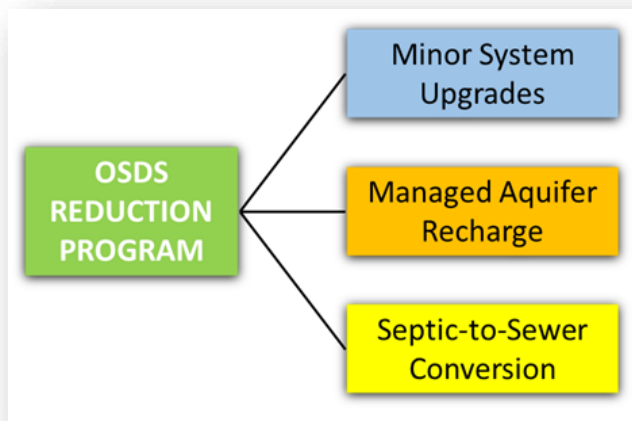 OSDS
REDUCTION
PROGRAM
Minor System
Upgrades
Managed Aquifer
Recharge
Septic-to-Sewer
Conversion